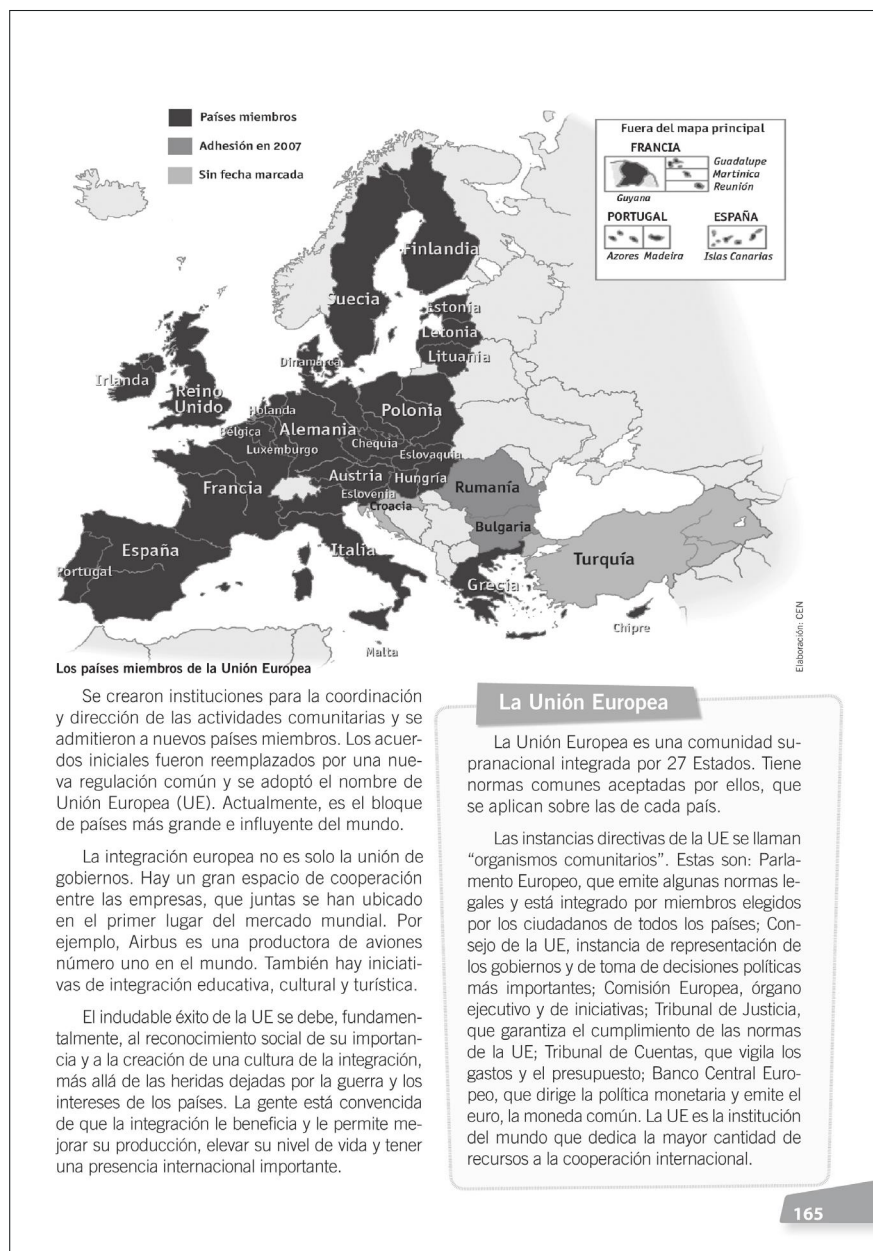 Países miembros
Adhesión en 2007
Sin fecha marcada
Fuera del mapa principal
FRANCIA
Guadalupe
Martinica
Reunión
Guyana
PORTUGAL ESPAÑA
Azores Madeira Islas Canarias
Finlandia
Suecia
Estonia
Letonia
Lituania
Dinamarca
Irlanda
Reino
Unido
Holanda
Polonia
Bélgica
Alemania
Luxemburgo
Chequia
Eslovaquia
Francia
Austria
Hungría
Eslovenia
Croacia
Rumanía
Bulgaria
España
Portugal
Italia
Grecia
Turquía
Chipre
Malta
Elaboración: CEN
Los países miembros de la Unión Europea
Se crearon instituciones para la coordinación
y dirección de las actividades comunitarias y se
admitieron a nuevos países miembros. Los acuer-
dos iniciales fueron reemplazados por una nue-
va regulación común y se adoptó el nombre de
Unión Europea (UE). Actualmente, es el bloque
de países más grande e influyente del mundo.
La integración europea no es solo la unión de
gobiernos. Hay un gran espacio de cooperación
entre las empresas, que juntas se han ubicado
en el primer lugar del mercado mundial. Por
ejemplo, Airbus es una productora de aviones
número uno en el mundo. También hay iniciati-
vas de integración educativa, cultural y turística.
El indudable éxito de la UE se debe, fundamen-
talmente, al reconocimiento social de su importan-
cia y a la creación de una cultura de la integración,
más allá de las heridas dejadas por la guerra y los
intereses de los países. La gente está convencida
de que la integración le beneficia y le permite me-
jorar su producción, elevar su nivel de vida y tener
una presencia internacional importante.
La Unión Europea
La Unión Europea es una comunidad su-
pranacional integrada por 27 Estados. Tiene
normas comunes aceptadas por ellos, que
se aplican sobre las de cada país.
Las instancias directivas de la UE se llaman
“organismos comunitarios”. Estas son: Parla-
mento Europeo, que emite algunas normas le-
gales y está integrado por miembros elegidos
por los ciudadanos de todos los países; Con-
sejo de la UE, instancia de representación de
los gobiernos y de toma de decisiones políticas
más importantes; Comisión Europea, órgano
ejecutivo y de iniciativas; Tribunal de Justicia,
que garantiza el cumplimiento de las normas
de la UE; Tribunal de Cuentas, que vigila los
gastos y el presupuesto; Banco Central Euro-
peo, que dirige la política monetaria y emite el
euro, la moneda común. La UE es la institución
del mundo que dedica la mayor cantidad de
recursos a la cooperación internacional.
165